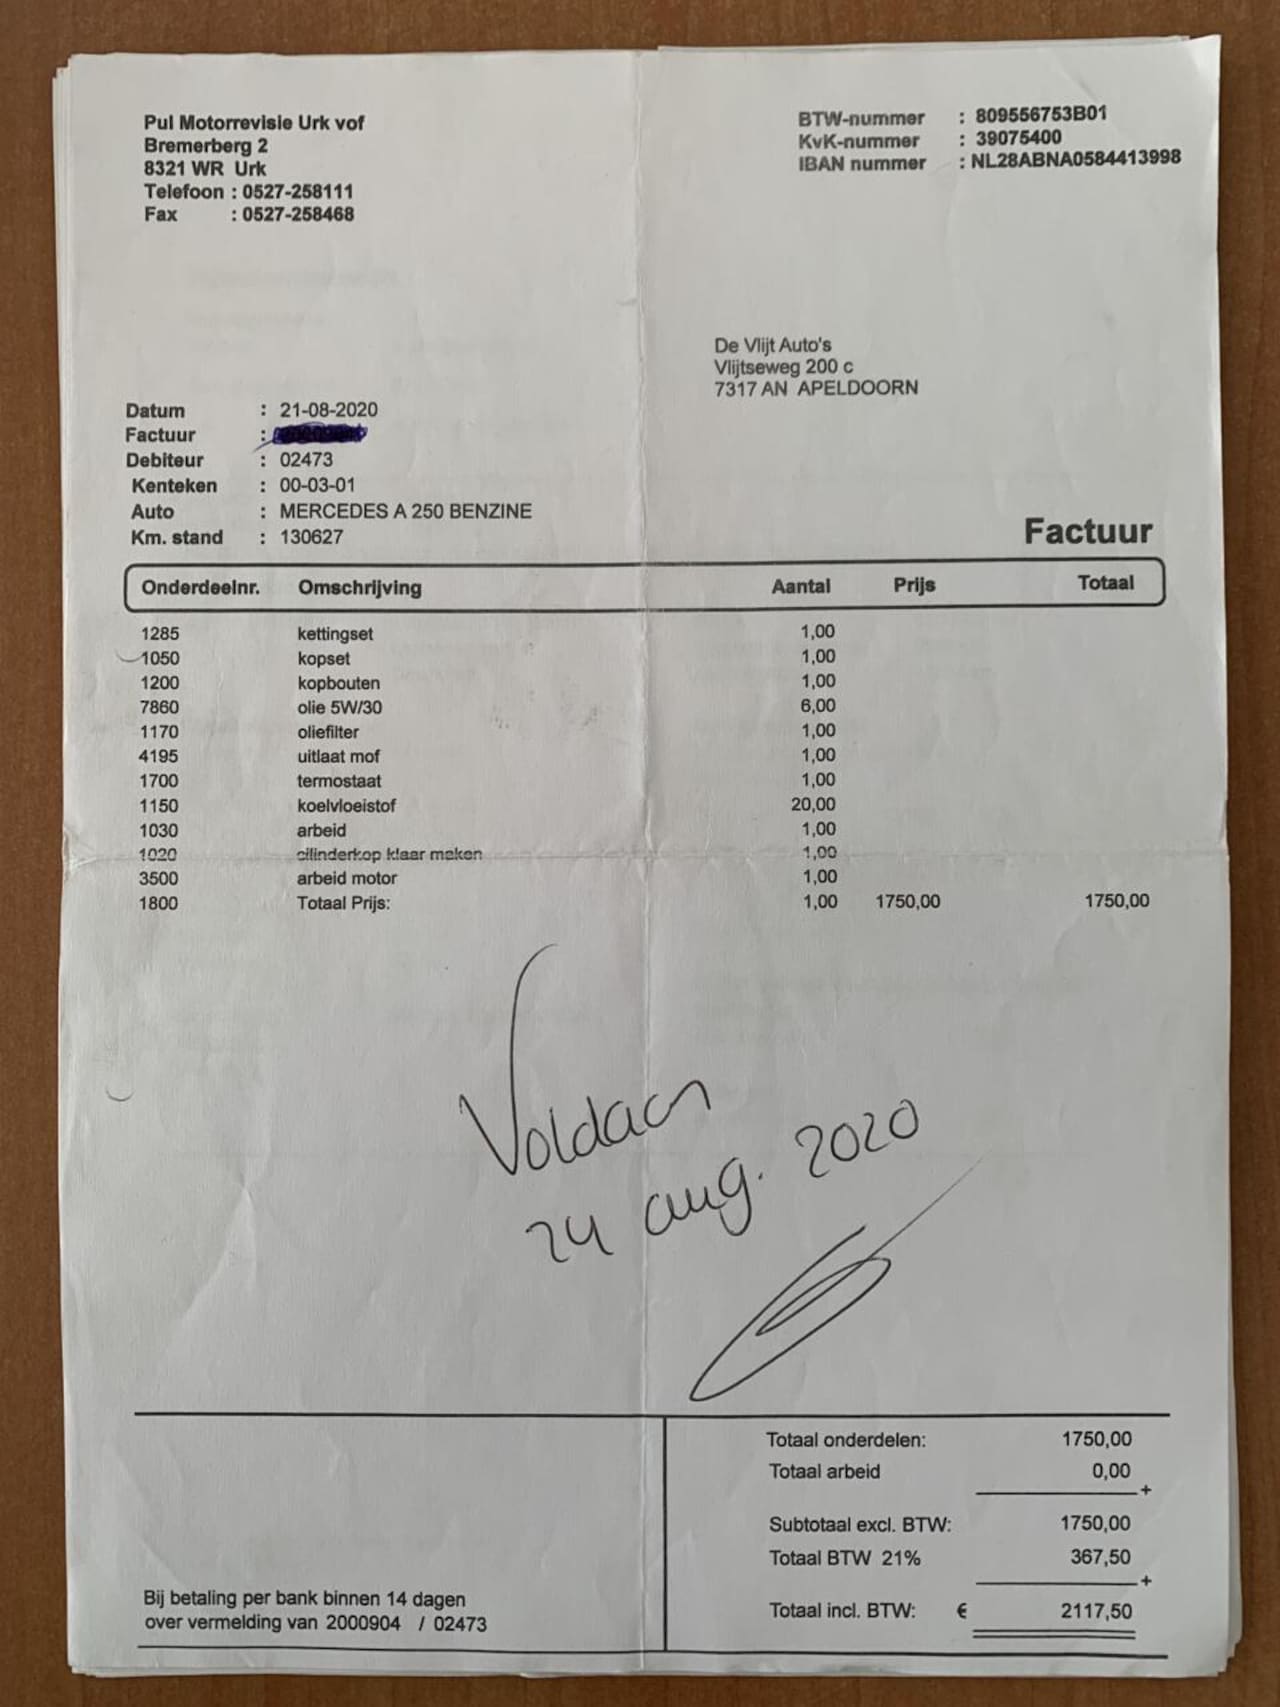 Pul Motorrevisie Urk vof
Bremerberg 2
8321 WR Urk
Telefoon : 0527-258111
Fax : 0527-258468
BTW-nummer : 809556753B01
KvK-nummer : 39075400
IBAN nummer : NL28ABNA0584413998
De Vlijt Auto's
Vlijtseweg 200 c
7317 AN APELDOORN
Datum : 21-08-2020
Factuur :
Debiteur : 02473
Kenteken : 00-03-01
Auto : MERCEDES A 250 BENZINE
Km. stand : 130627
Factuur
Onderdeelnr. Omschrijving Aantal Prijs Totaal
1285 kettingset 1,00
1050 kopset 1,00
1200 kopbouten 1,00
7860 olie 5W/30 6,00
1170 oliefilter 1,00
4195 uitlaat mof 1,00
1700 termostaat 1,00
1150 koelvloeistof 20,00
1030 arbeid 1,00
1020 cilinderkop klaar maken 1,00
3500 arbeid motor 1,00
1800 Totaal Prijs: 1,00 1750,00 1750,00
Voldaan
24 aug. 2020
Totaal onderdelen: 1750,00
Totaal arbeid 0,00
+
Subtotaal excl. BTW: 1750,00
Totaal BTW 21% 367,50
+
Totaal incl. BTW: € 2117,50
Bij betaling per bank binnen 14 dagen
over vermelding van 2000904 / 02473